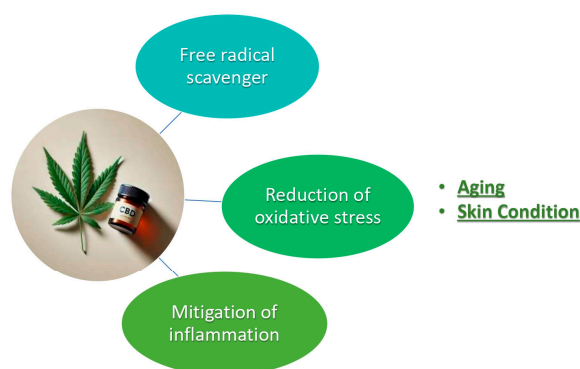 Free radical
scavenger
CBD
Reduction of
oxidative stress
• Aging
• Skin Condition
Mitigation of
inflammation